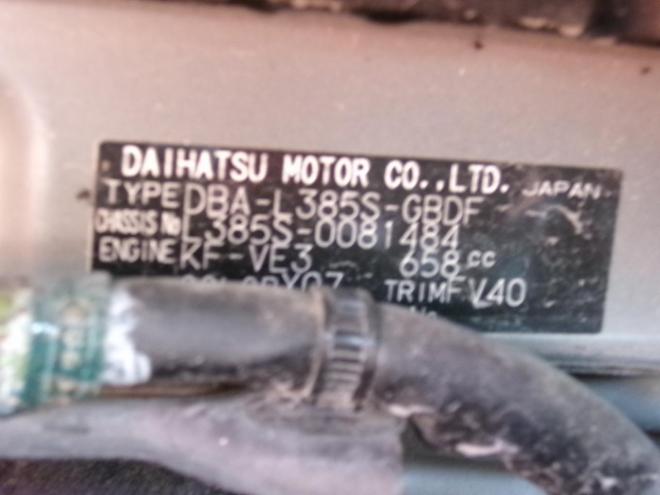 DAIHATSU MOTOR CO.,LTD. JAPAN
TYPE DBA-L385S-GBDF
CHASSIS No L385S-0081484
ENGINE KF-VE3 658cc
TRIM FV40
No